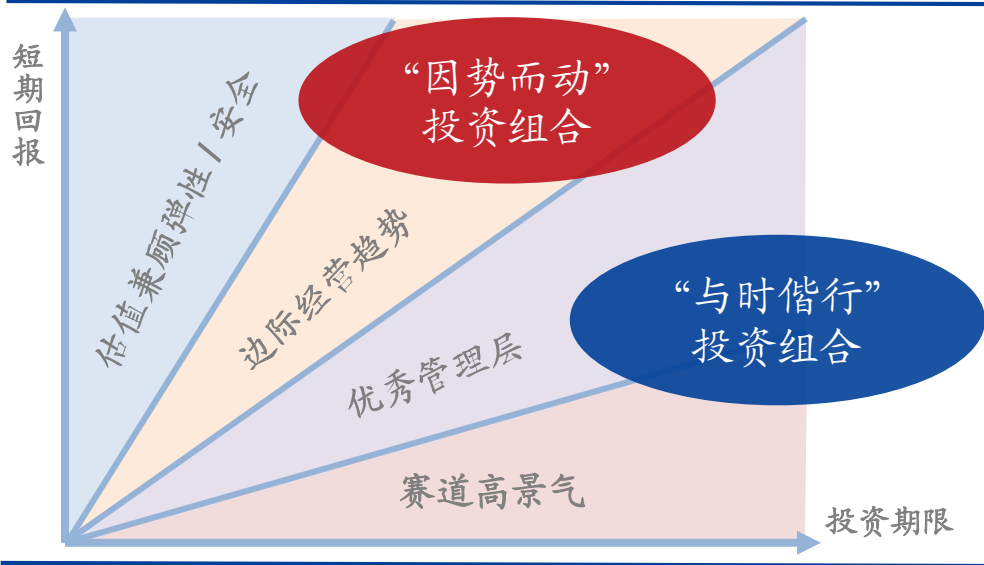 短期回报
“因势而动”
投资组合
估值兼顾弹性/安全
边际经营趋势
“与时偕行”
投资组合
优秀管理层
赛道高景气
投资期限